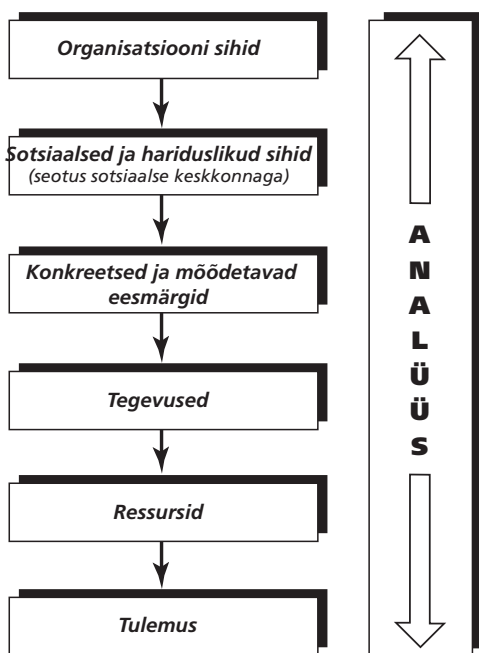 Organisatsiooni sihid
Sotsiaalsed ja hariduslikud sihid
(seotus sotsiaalse keskkonnaga)
Konkreetsed ja mõõdetavad
eesmärgid
Tegevused
Ressursid
Tulemus
A
N
A
L
Ü
Ü
S